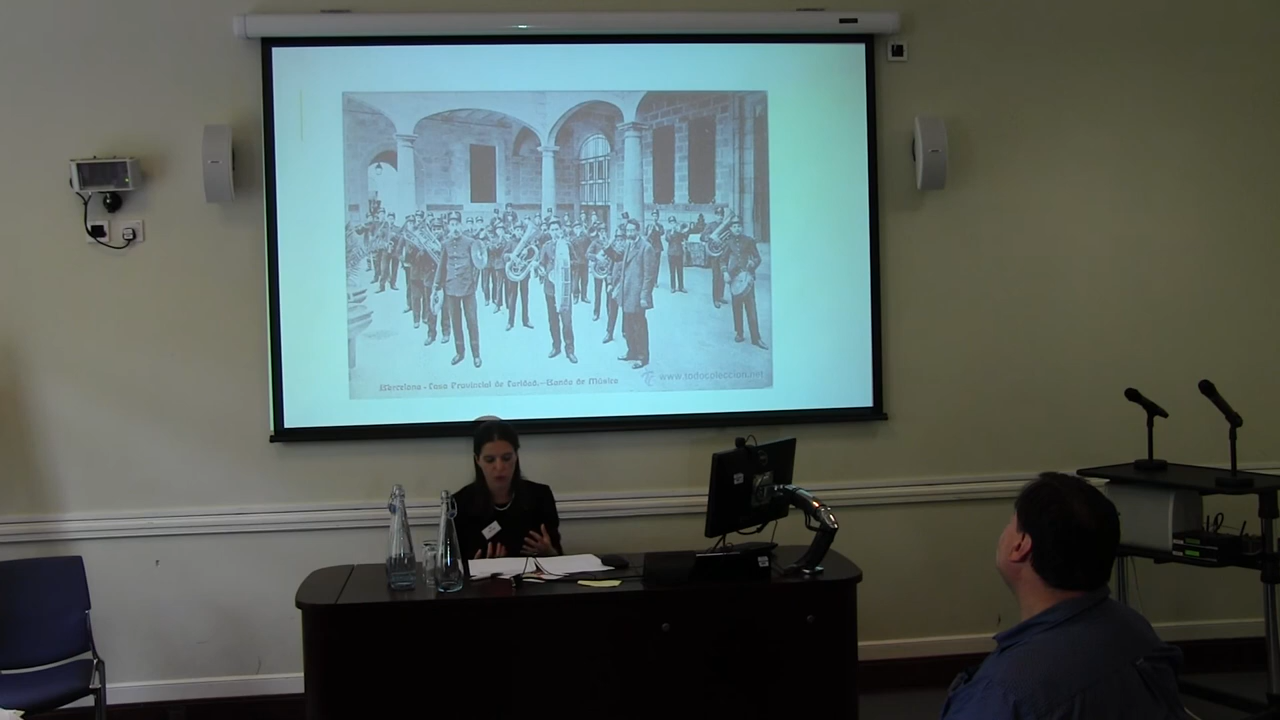 Barcelona - Casa Provincial de Caridad.-Banda de Música
www.todocoleccion.net